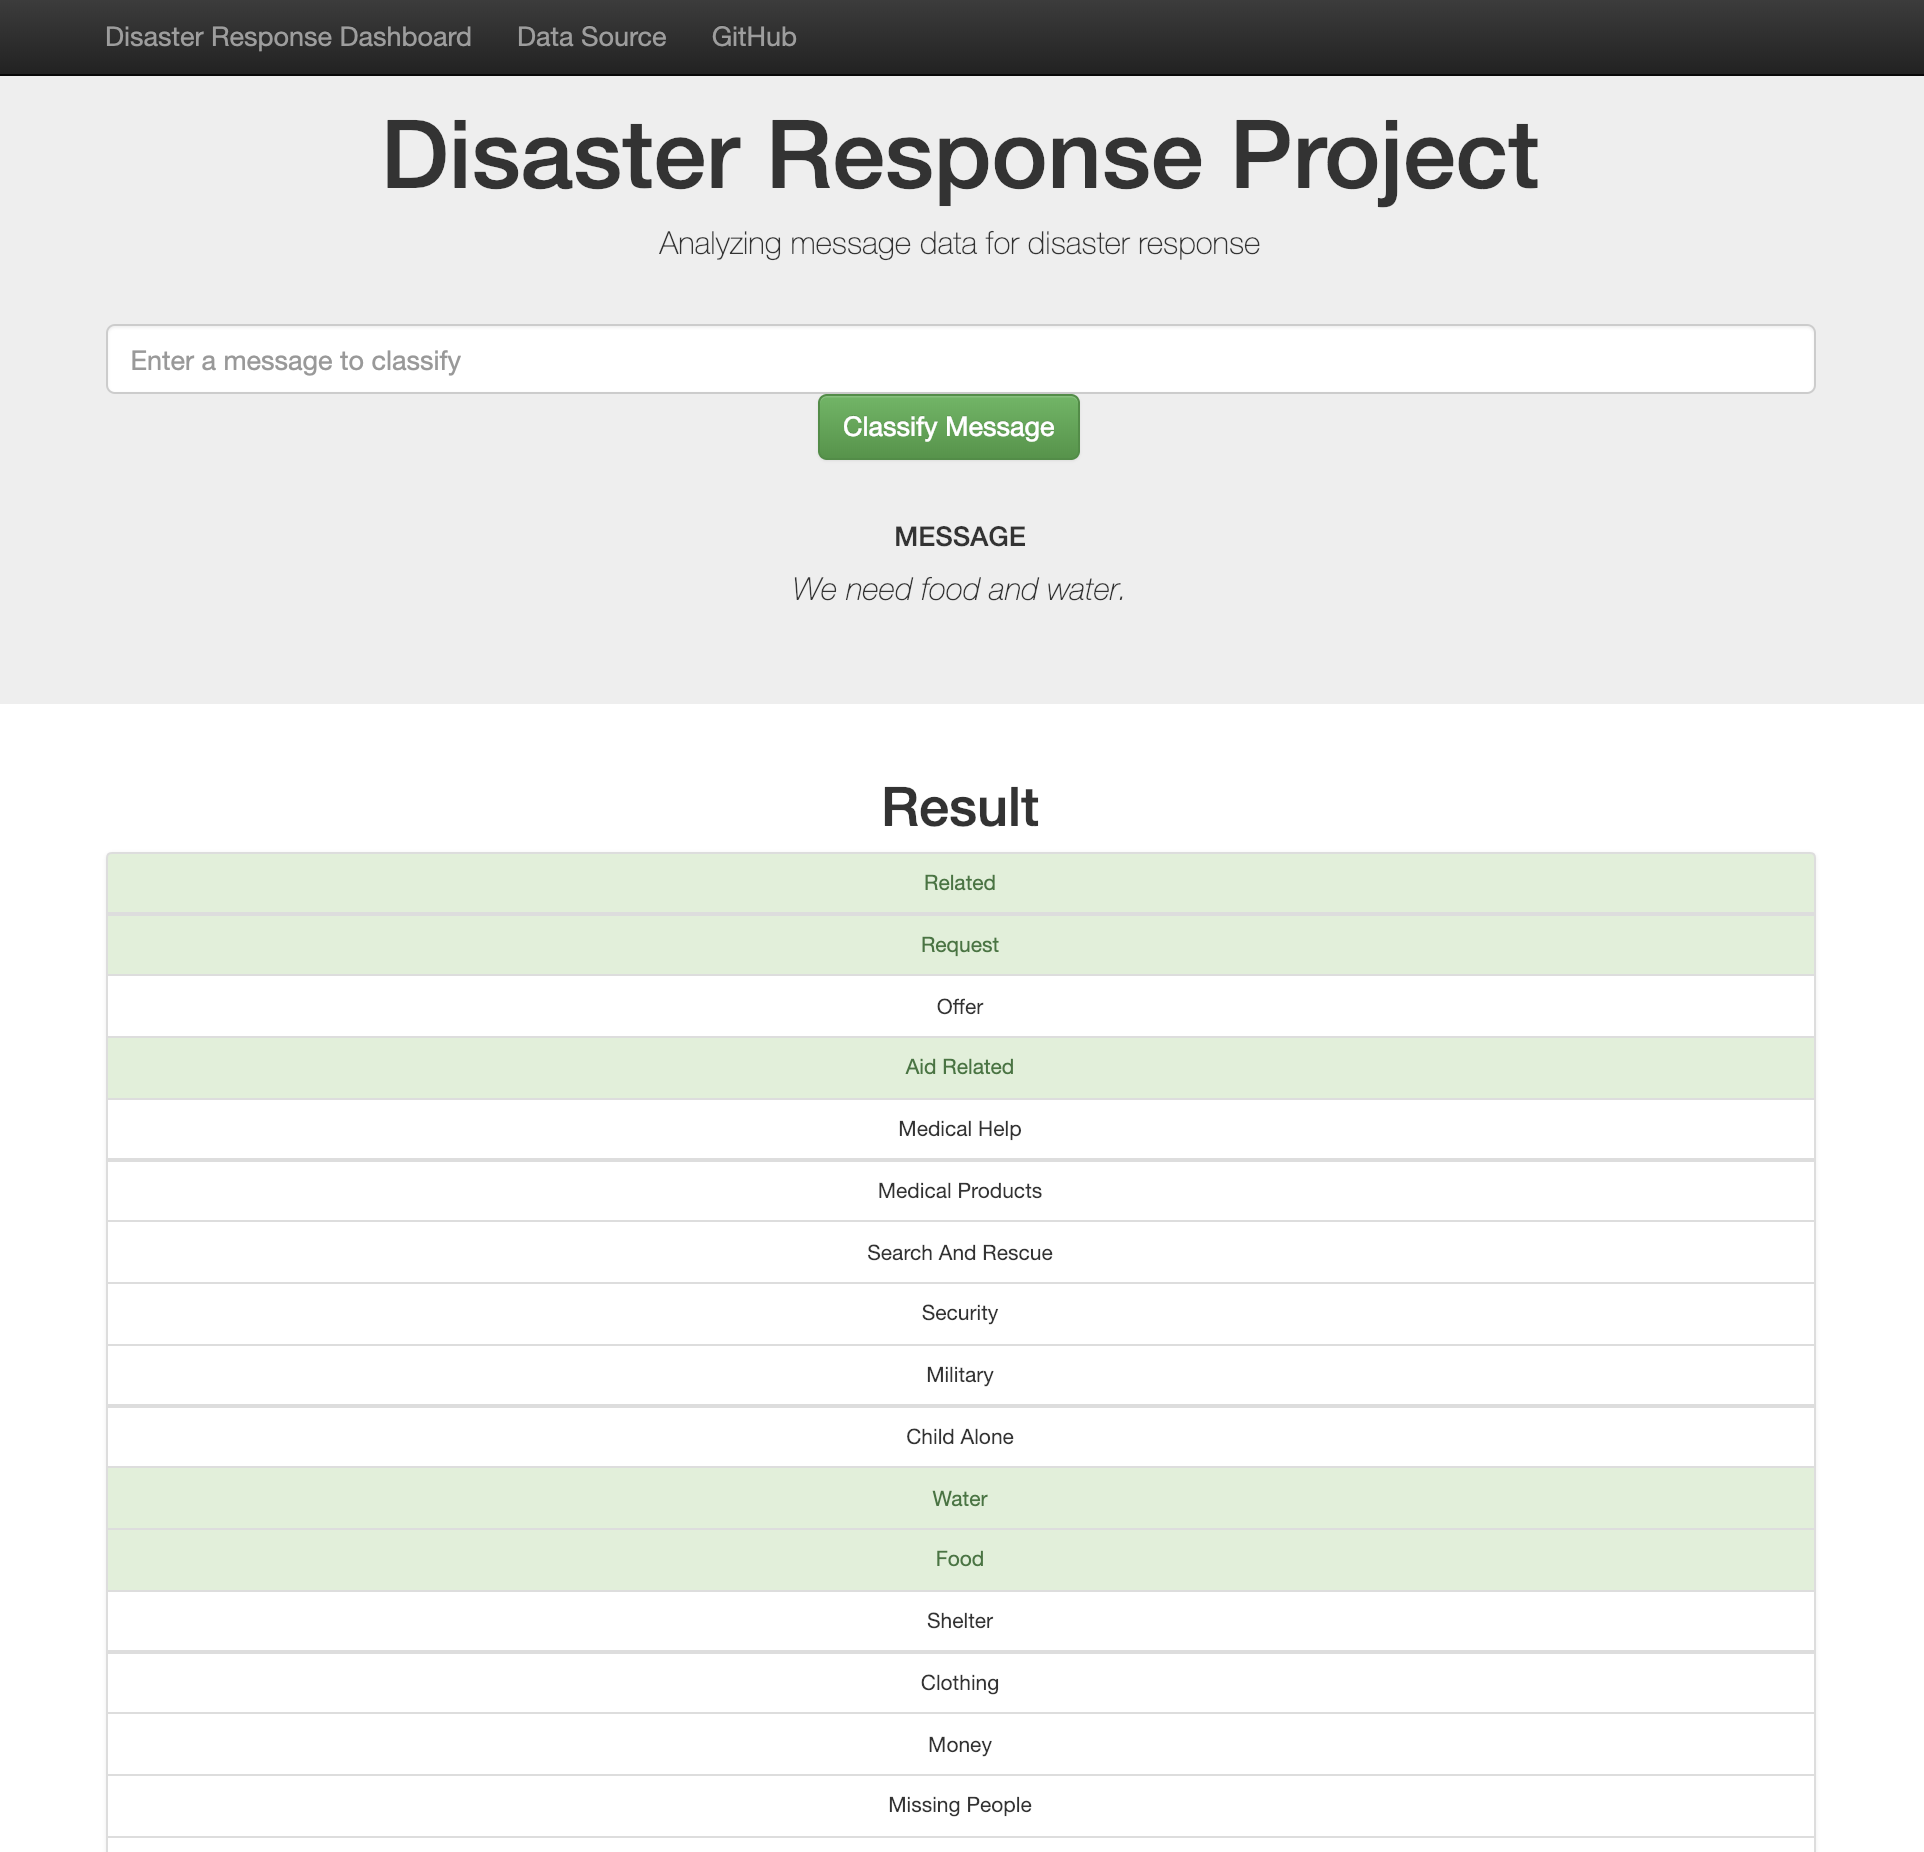 Disaster Response Dashboard Data Source GitHub
Disaster Response Project
Analyzing message data for disaster response
Enter a message to classify
Classify Message
MESSAGE
We need food and water.
Result
Related
Request
Offer
Aid Related
Medical Help
Medical Products
Search And Rescue
Security
Military
Child Alone
Water
Food
Shelter
Clothing
Money
Missing People